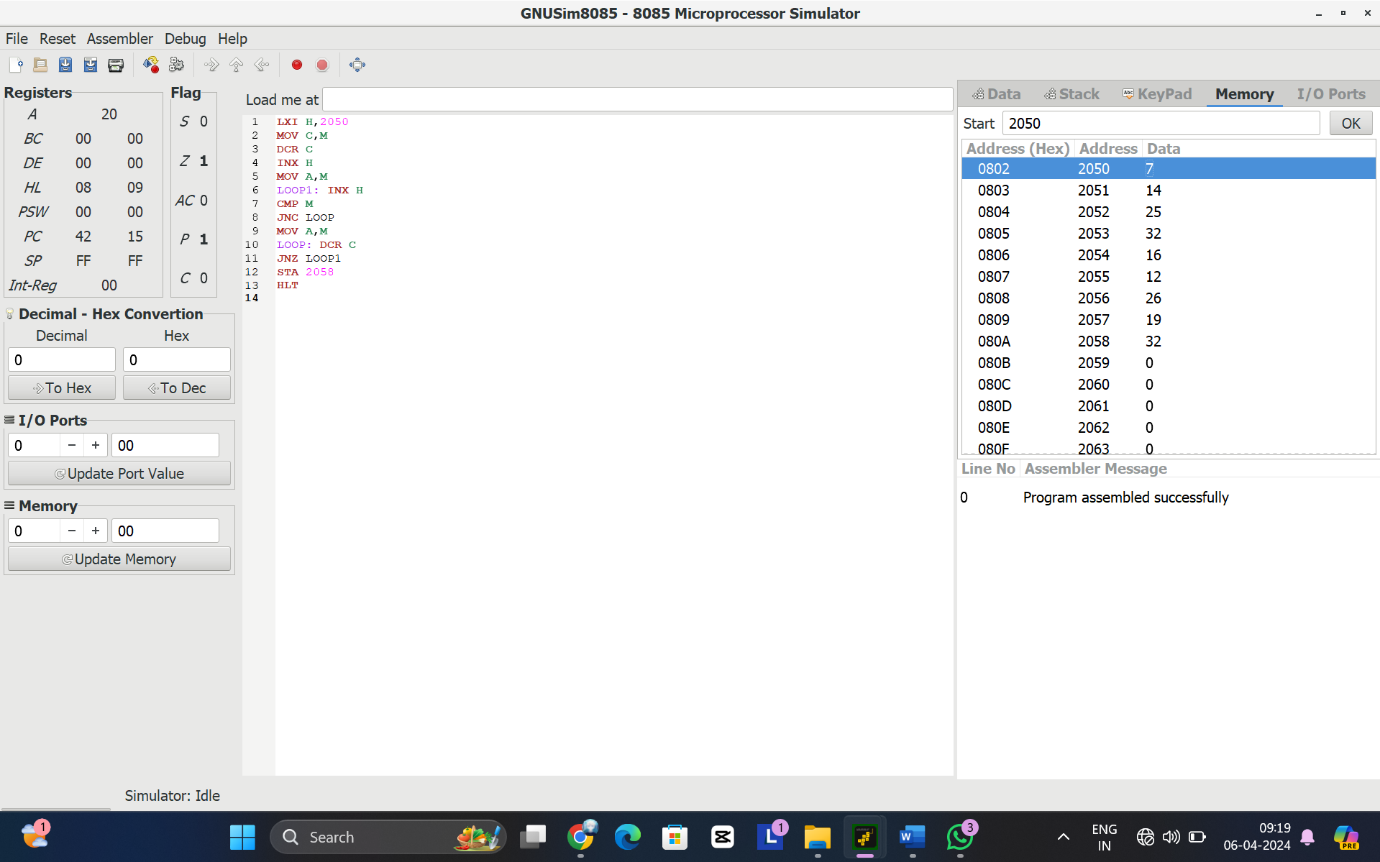 GNUSim8085 - 8085 Microprocessor Simulator
File Reset Assembler Debug Help
Registers
A 20
BC 00 00
DE 00 00
HL 08 09
PSW 00 00
PC 42 15
SP FF FF
Int-Reg 00
Flag
S 0
Z 1
AC 0
P 1
C 0
Decimal - Hex Convertion
Decimal Hex
0 0
To Hex To Dec
I/O Ports
0 - + 00
Update Port Value
Memory
0 - + 00
Update Memory
Load me at
1 LXI H,2050
2 MOV C,M
3 DCR C
4 INX H
5 MOV A,M
6 LOOP1: INX H
7 CMP M
8 JNC LOOP
9 MOV A,M
10 LOOP: DCR C
11 JNZ LOOP1
12 STA 2058
13 HLT
14
Data Stack KeyPad Memory I/O Ports
Start 2050 OK
Address (Hex) Address Data
0802 2050 7
0803 2051 14
0804 2052 25
0805 2053 32
0806 2054 16
0807 2055 12
0808 2056 26
0809 2057 19
080A 2058 32
080B 2059 0
080C 2060 0
080D 2061 0
080E 2062 0
080F 2063 0
Line No Assembler Message
0 Program assembled successfully
Simulator: Idle
1
Search
L 1
W
3
ENG
IN
09:19
06-04-2024
PRE